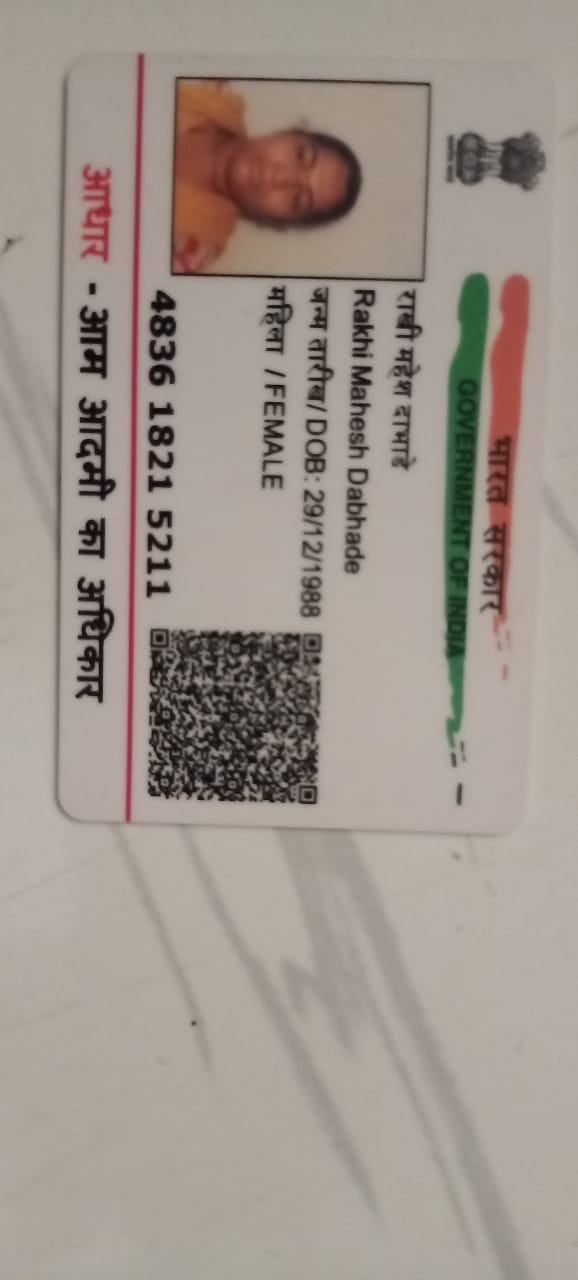 भारत सरकार
GOVERNMENT OF INDIA
राखी महेश दाभाडे
Rakhi Mahesh Dabhade
जन्म तारीख/ DOB: 29/12/1988
महिला / FEMALE
4836 1821 5211
आधार - आम आदमी का अधिकार